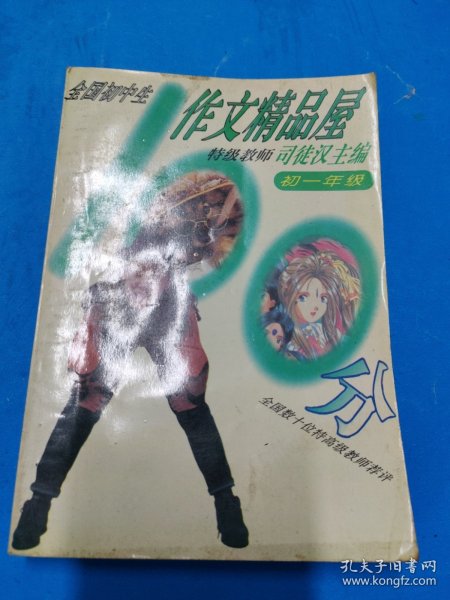 全国初中生
作文精品屋
特级教师 司徒汉主编
初一年级
60
分
全国数十位特高级教师荐评
孔夫子旧书网
www.kongfz.com